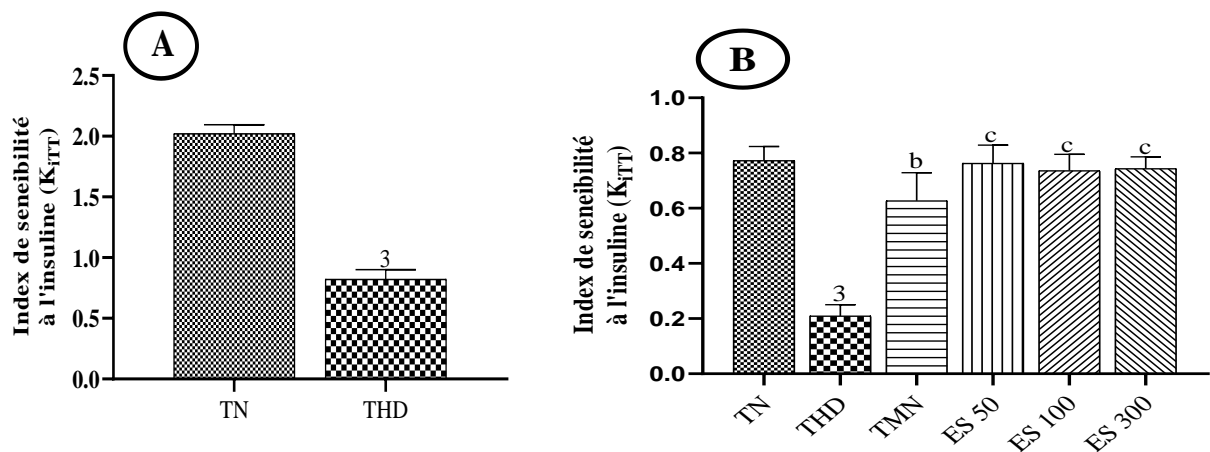 A
Index de seneibilité
à l'insuline (KiTT)
2.5
2.0
1.5
1.0
0.5
0.0
3
TN
THD
B
Index de seneibilité
à l'insuline (KiTT)
1.0
0.8
0.6
0.4
0.2
0.0
3
b
c
c
c
TN
THD
TMN
ES 50
ES 100
ES 300